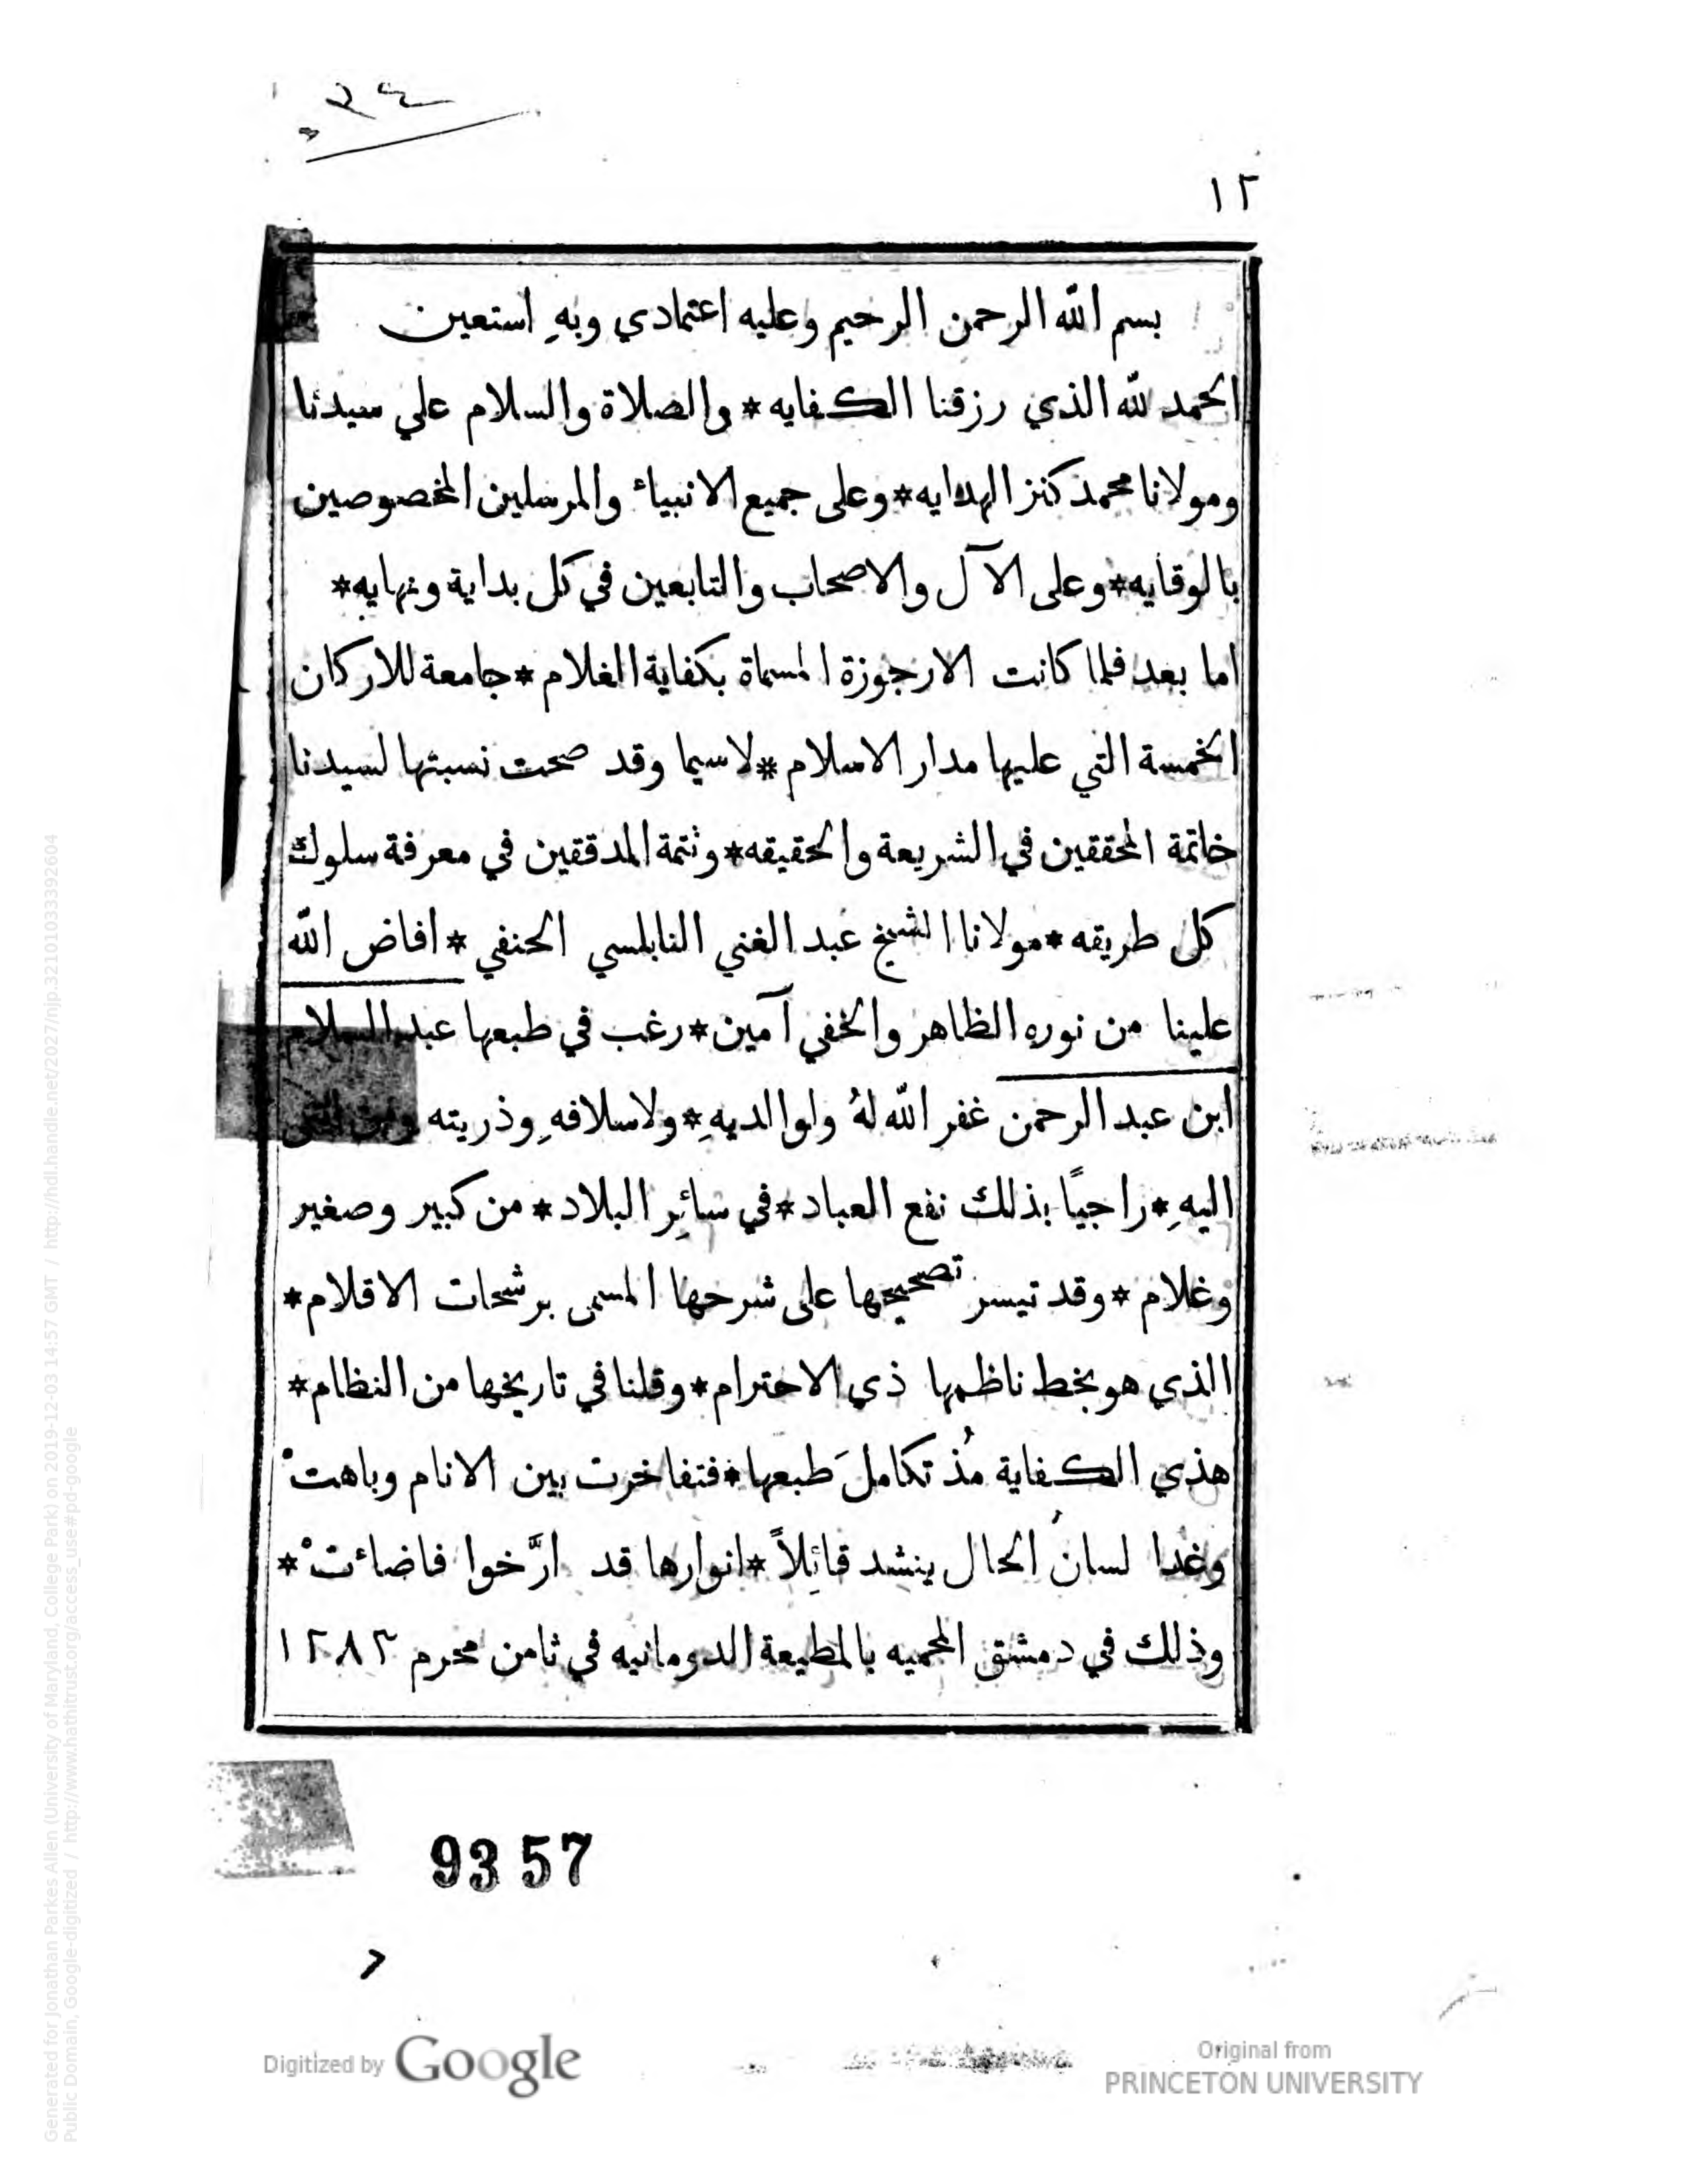 ٣٤
١٢
بسم الله الرحمن الرحيم وعليه اعتمادي وبهِ استعين
الحمد لله الذي رزقنا الكفايه * والصلاة والسلام علي سيدنا
ومولانا محمد كنز الهدايه * وعلى جميع الانبياء والمرسلين المخصوصين
بالوقايه * وعلى الآل والاصحاب والتابعين في كل بداية ونهايه *
اما بعد فلما كانت الارجوزة المسماة بكفاية الغلام * جامعة للاركان
الخمسة التي عليها مدار الاسلام * لاسيما وقد صحت نسبتها لسيدنا
خاتمة المحققين في الشريعة والحقيقه * وتتمة المدققين في معرفة سلوك
كل طريقه * مولانا الشيخ عبد الغني النابلسي الحنفي * افاض الله
علينا من نوره الظاهر والخفي آمين * رغب في طبعها عبد السلام
ابن عبد الرحمن غفر الله لهُ ولوالديهِ * ولاسلافهِ وذريته
اليهِ * راجيًا بذلك نفع العباد * في سائِر البلاد * من كبير وصغير
وغلام * وقد تيسر تصحيحها على شرحها المسمى برشحات الاقلام *
الذي هو بخط ناظمها ذي الاحترام * وقلنا في تاريخها من النظام *
هذي الكفاية مُذ تكاملَ طبعها * فتفاخرت بين الانام وباهتْ
وغدا لسانُ الحال ينشد قائِلاً * انوارها قد ارَّخوا فاضاءتْ *
وذلك في دمشق المحميه بالمطبعة الدومانيه في ثامن محرم ١٢٨٣
9357
Digitized by Google
Original from
PRINCETON UNIVERSITY
Generated for Jonathan Parkes Allen (University of Maryland, College Park) on 2019-12-03 14:57 GMT / http://hdl.handle.net/2027/njp.32101033392604
Public Domain, Google-digitized / http://www.hathitrust.org/access_use#pd-google